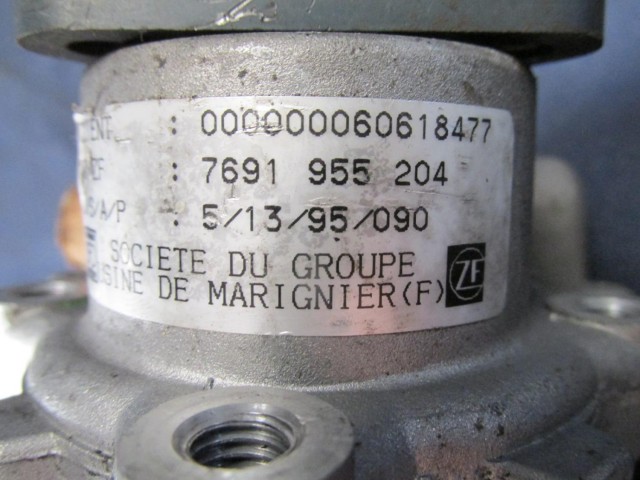 : 000000060618477
: 7691 955 204
/A/P : 5/13/95/090
SOCIETE DU GROUPE
USINE DE MARIGNIER(F)
ZF